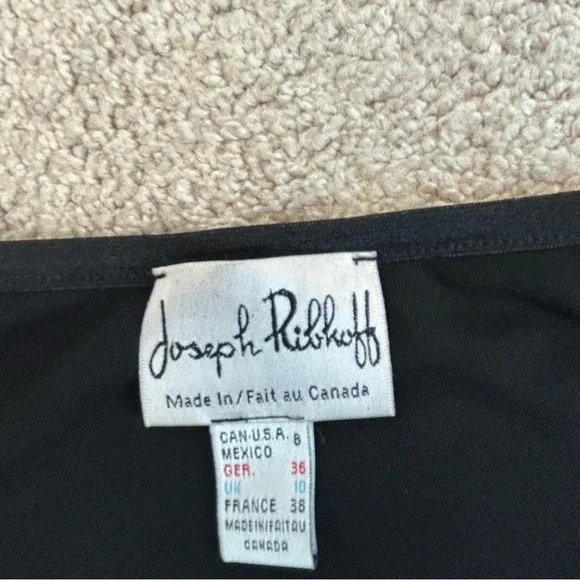 Joseph Ribkoff
Made In/Fait au Canada
CAN-U.S.A. 8
MEXICO
GER. 36
UK 10
FRANCE 38
MADE IN/FAIT AU
CANADA